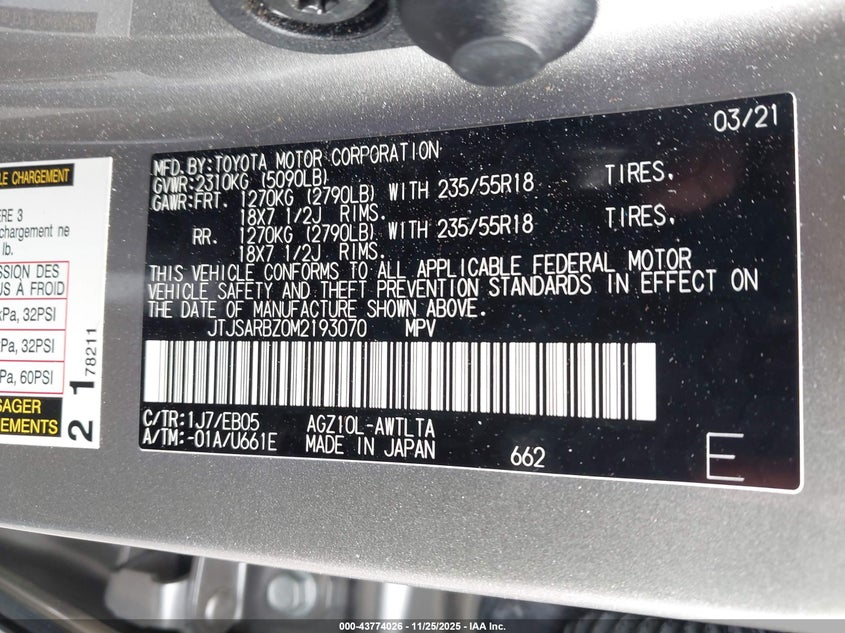 LE CHARGEMENT
ÈRE 3
chargement ne
lb.
SSION DES
US À FROID
kPa, 32PSI
Pa, 32PSI
Pa, 60PSI
SAGER
EMENTS
2 1 78211
03/21
MFD.BY:TOYOTA MOTOR CORPORATION
GVWR:2310KG (5090LB)
GAWR:FRT. 1270KG (2790LB) WITH 235/55R18 TIRES,
18X7 1/2J RIMS.
RR. 1270KG (2790LB) WITH 235/55R18 TIRES,
18X7 1/2J RIMS.
THIS VEHICLE CONFORMS TO ALL APPLICABLE FEDERAL MOTOR
VEHICLE SAFETY AND THEFT PREVENTION STANDARDS IN EFFECT ON
THE DATE OF MANUFACTURE SHOWN ABOVE.
JTJSARBZ0M2193070 MPV
C/TR:1J7/EB05 AGZ10L-AWTLTA
A/TM:-01A/U661E MADE IN JAPAN
662
E
000-43774026 • 11/25/2025 • IAA Inc.